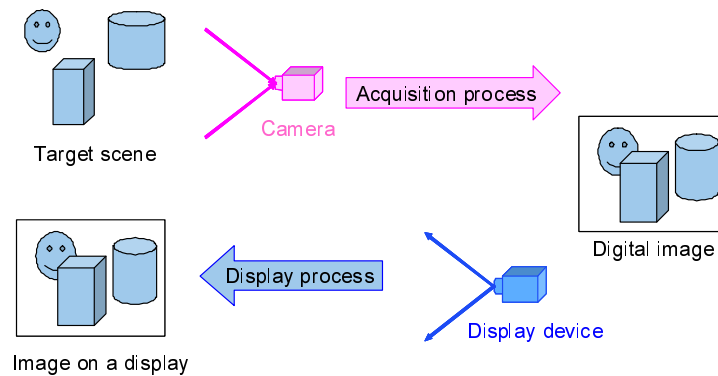 Acquisition process
Camera
Target scene
Digital image
Display process
Display device
Image on a display